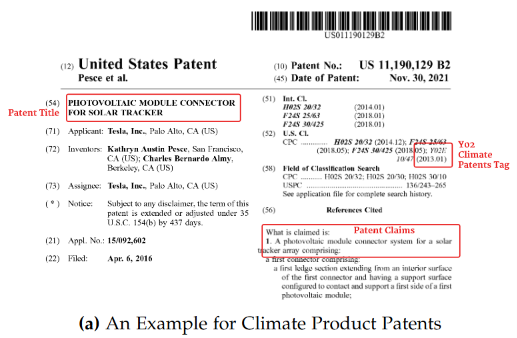 US011190129B2
(12) United States Patent
Pesce et al.
(10) Patent No.: US 11,190,129 B2
(45) Date of Patent: Nov. 30, 2021
Patent Title
(54) PHOTOVOLTAIC MODULE CONNECTOR
FOR SOLAR TRACKER
(71) Applicant: Tesla, Inc., Palo Alto, CA (US)
(72) Inventors: Kathryn Austin Pesce, San Francisco,
CA (US); Charles Bernardo Almy,
Berkeley, CA (US)
(73) Assignee: Tesla, Inc., Palo Alto, CA (US)
( * ) Notice: Subject to any disclaimer, the term of this
patent is extended or adjusted under 35
U.S.C. 154(b) by 437 days.
(21) Appl. No.: 15/092,602
(22) Filed: Apr. 6, 2016
(51) Int. Cl.
H02S 20/32 (2014.01)
F24S 25/63 (2018.01)
F24S 30/425 (2018.01)
(52) U.S. Cl.
CPC ............ H02S 20/32 (2014.12); F24S 25/63
(2018.05); F24S 30/425 (2018.05); Y02E
10/47 (2013.01)
(58) Field of Classification Search
CPC .... H02S 20/32; H02S 20/30; H02S 30/10
USPC ............................ 136/243–265
See application file for complete search history.
(56) References Cited
Y02
Climate
Patents Tag
Patent Claims
What is claimed is:
1. A photovoltaic module connector system for a solar
tracker array comprising:
a first connector comprising:
a first ledge section extending from an interior surface
of the first connector and having a support surface
configured to contact and support a first side of a first
photovoltaic module;
(a) An Example for Climate Product Patents